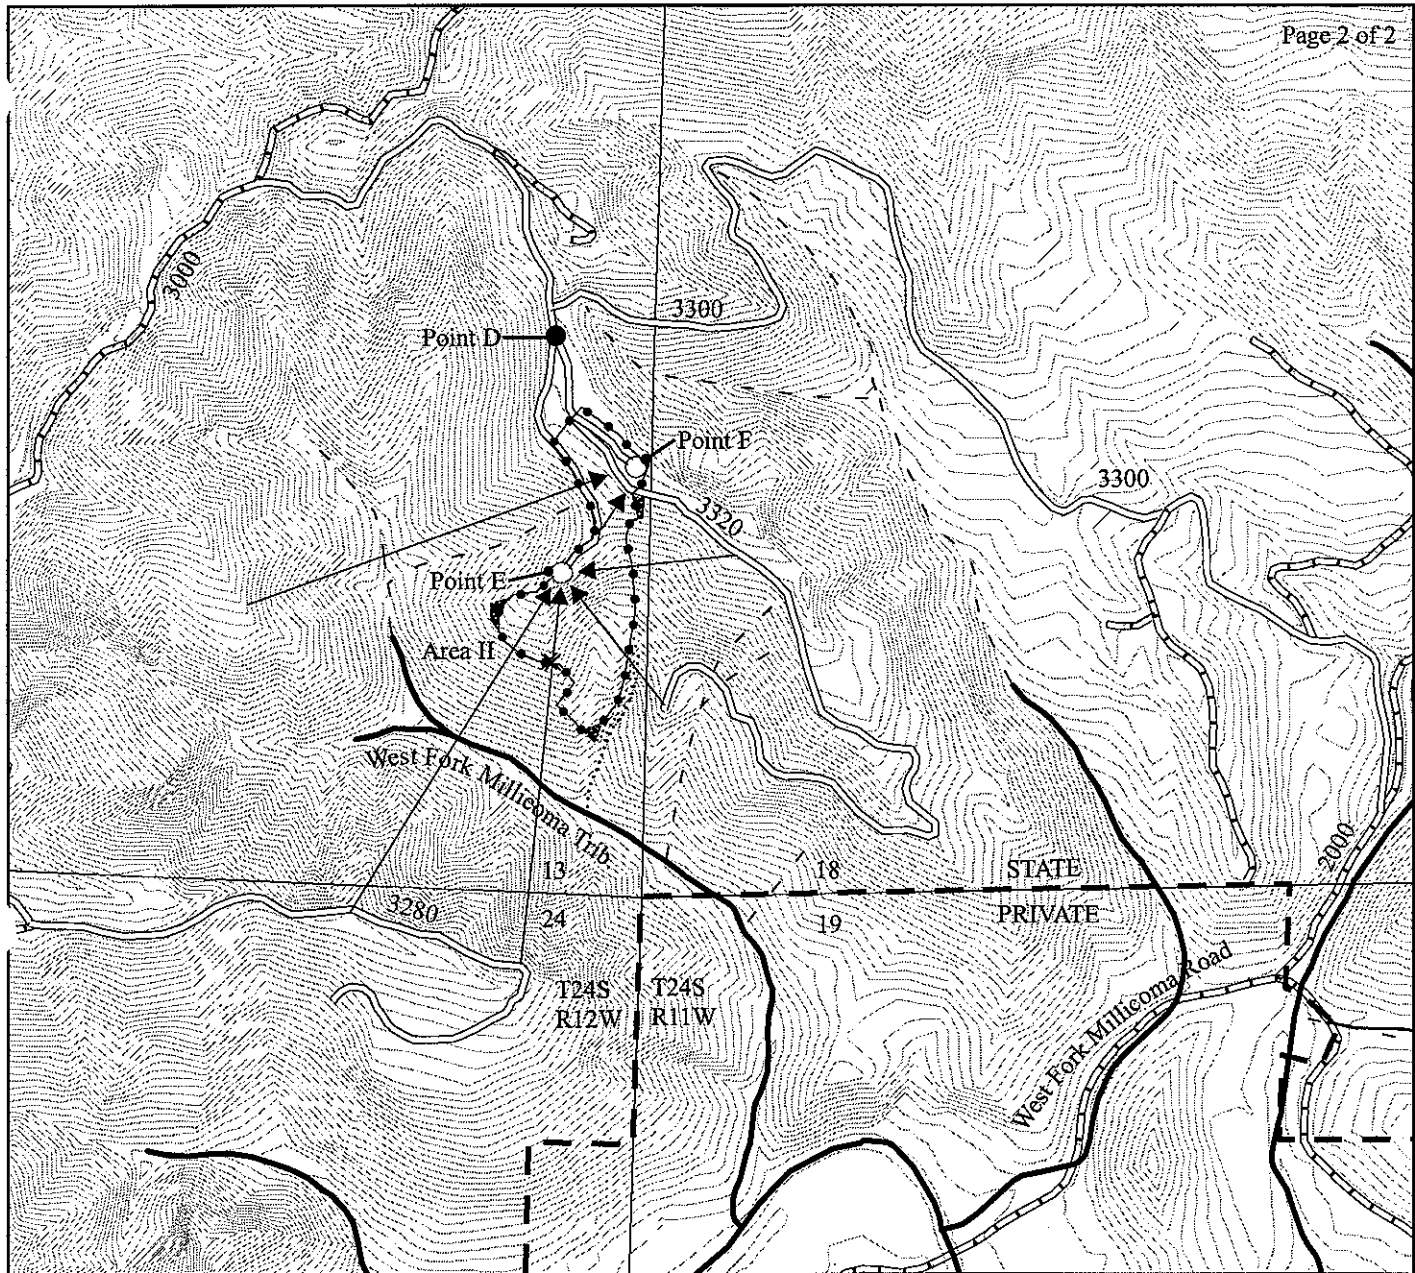 Page 2 of 2
3000
3300
Point D
Point F
3300
3320
Point E
Area II
West Fork Millicoma Trib
13
18
STATE
2000
3280
24
19
PRIVATE
T24S
R12W
T24S
R11W
West Fork Millicoma Road